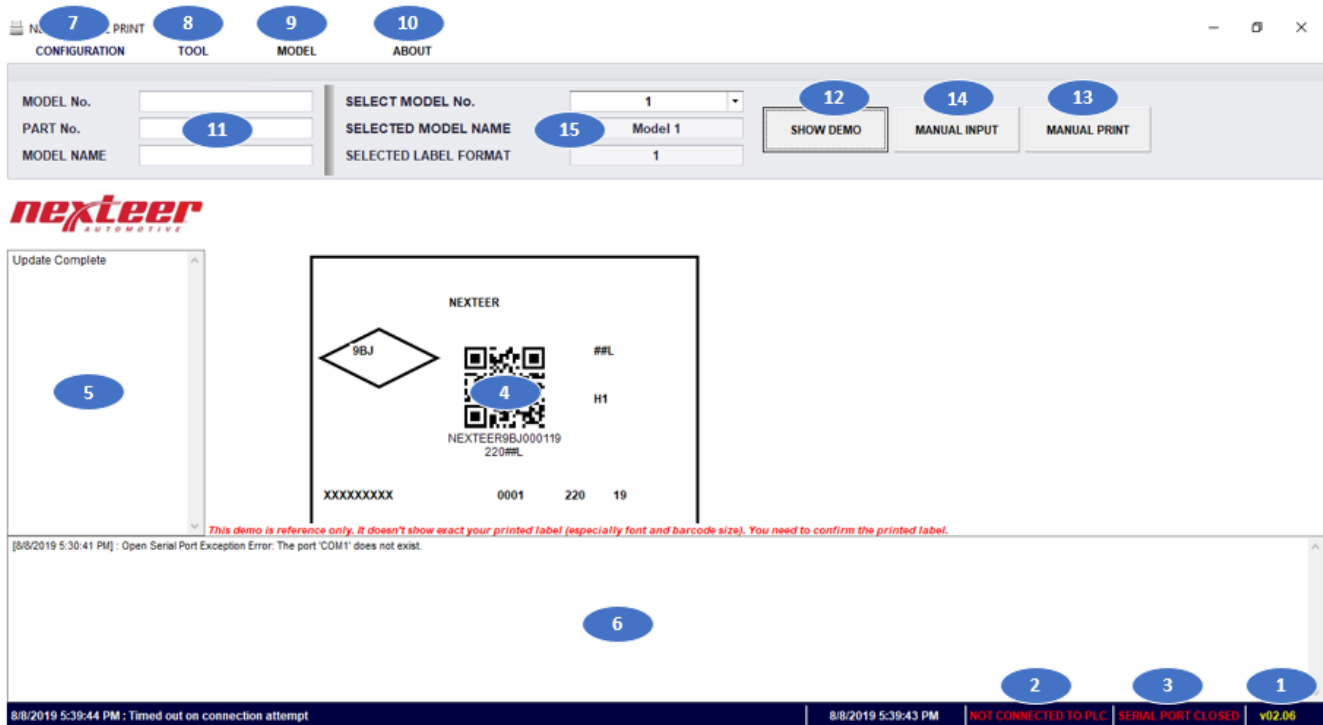 7 8 9 10
PRINT
CONFIGURATION TOOL MODEL ABOUT
MODEL No. SELECT MODEL No. 1 12 14 13
PART No. 11 SELECTED MODEL NAME 15 Model 1 SHOW DEMO MANUAL INPUT MANUAL PRINT
MODEL NAME SELECTED LABEL FORMAT 1
nexteer
AUTOMOTIVE
Update Complete
NEXTEER
9BJ ##L
5 4 H1
NEXTEER9BJ000119
220##L
XXXXXXXXX 0001 220 19
This demo is reference only. It doesn't show exact your printed label (especially font and barcode size). You need to confirm the printed label.
[8/8/2019 5:30:41 PM] : Open Serial Port Exception Error: The port 'COM1' does not exist.
6
2 3 1
8/8/2019 5:39:44 PM : Timed out on connection attempt 8/8/2019 5:39:43 PM NOT CONNECTED TO PLC SERIAL PORT CLOSED v02.06